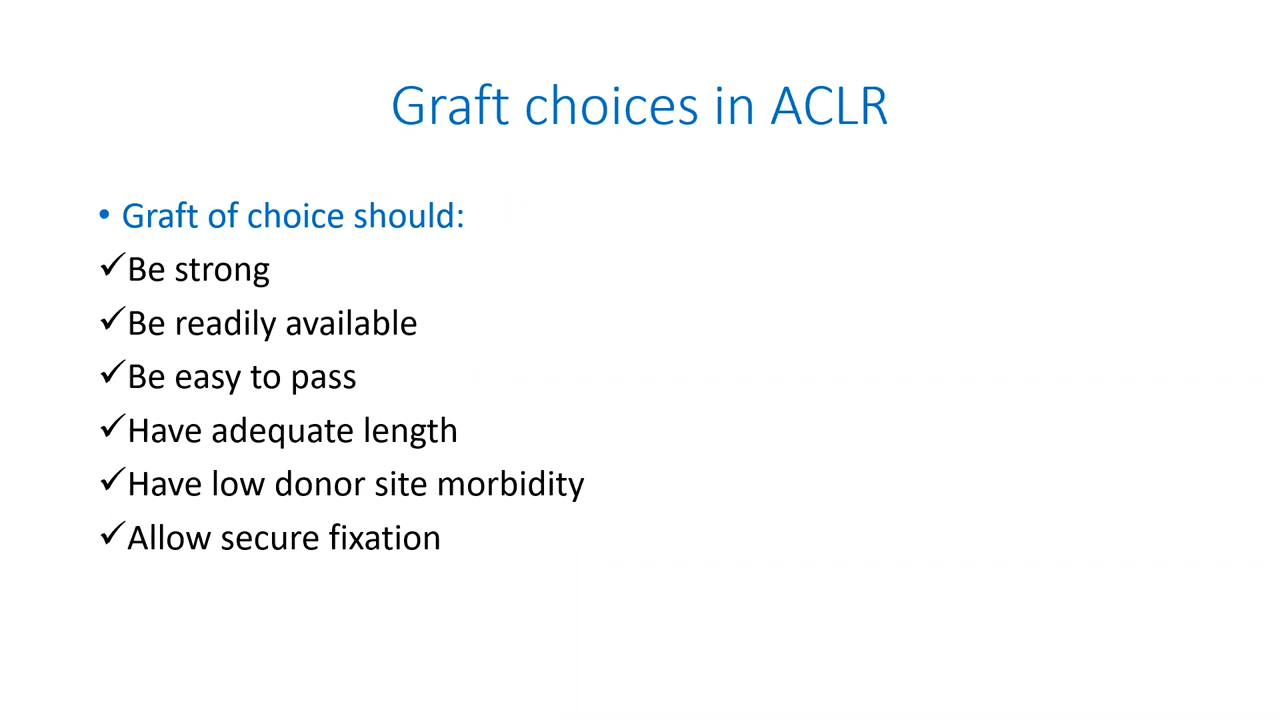 Graft choices in ACLR
• Graft of choice should:
✓Be strong
✓Be readily available
✓Be easy to pass
✓Have adequate length
✓Have low donor site morbidity
✓Allow secure fixation